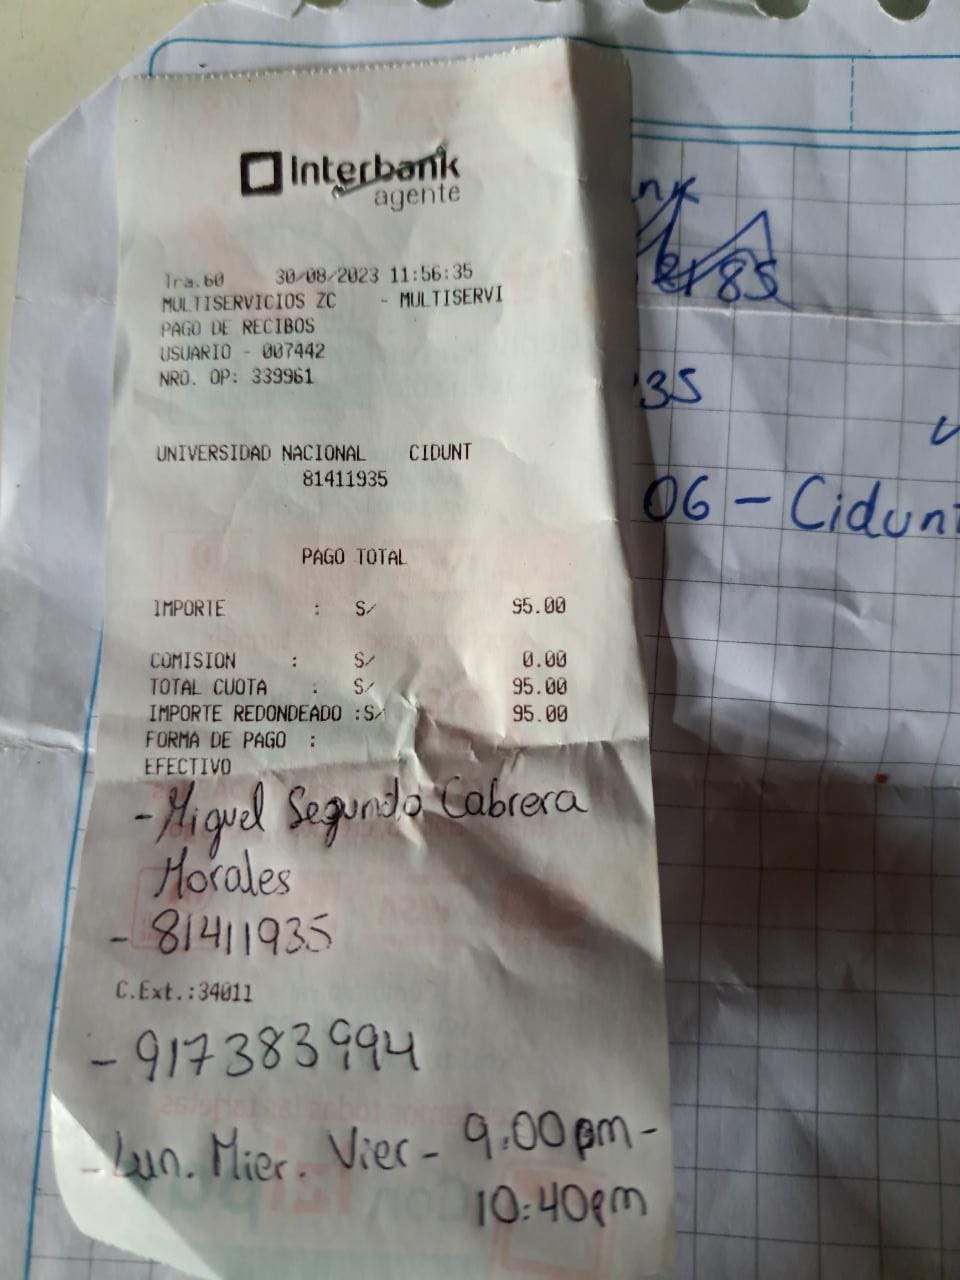 Interbank
agente
Tra.60 30/08/2023 11:56:35
MULTISERVICIOS ZC - MULTISERVI
PAGO DE RECIBOS
USUARIO - 007442
NRO. OP: 339961
UNIVERSIDAD NACIONAL CIDUNT
81411935
PAGO TOTAL
IMPORTE : S/ 95.00
COMISION : S/ 0.00
TOTAL CUOTA : S/ 95.00
IMPORTE REDONDEADO :S/ 95.00
FORMA DE PAGO :
EFECTIVO
- Miguel Segundo Cabrera
Morales
- 81411935
C.Ext.:34011
- 917383994
- Lun. Mier. Vier - 9:00pm -
10:40pm
nk
85
35
06 - Cidunt